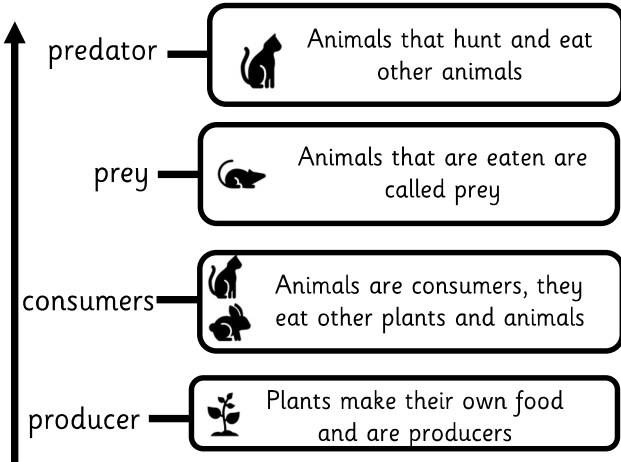 predator
Animals that hunt and eat
other animals
prey
Animals that are eaten are
called prey
consumers
Animals are consumers, they
eat other plants and animals
producer
Plants make their own food
and are producers